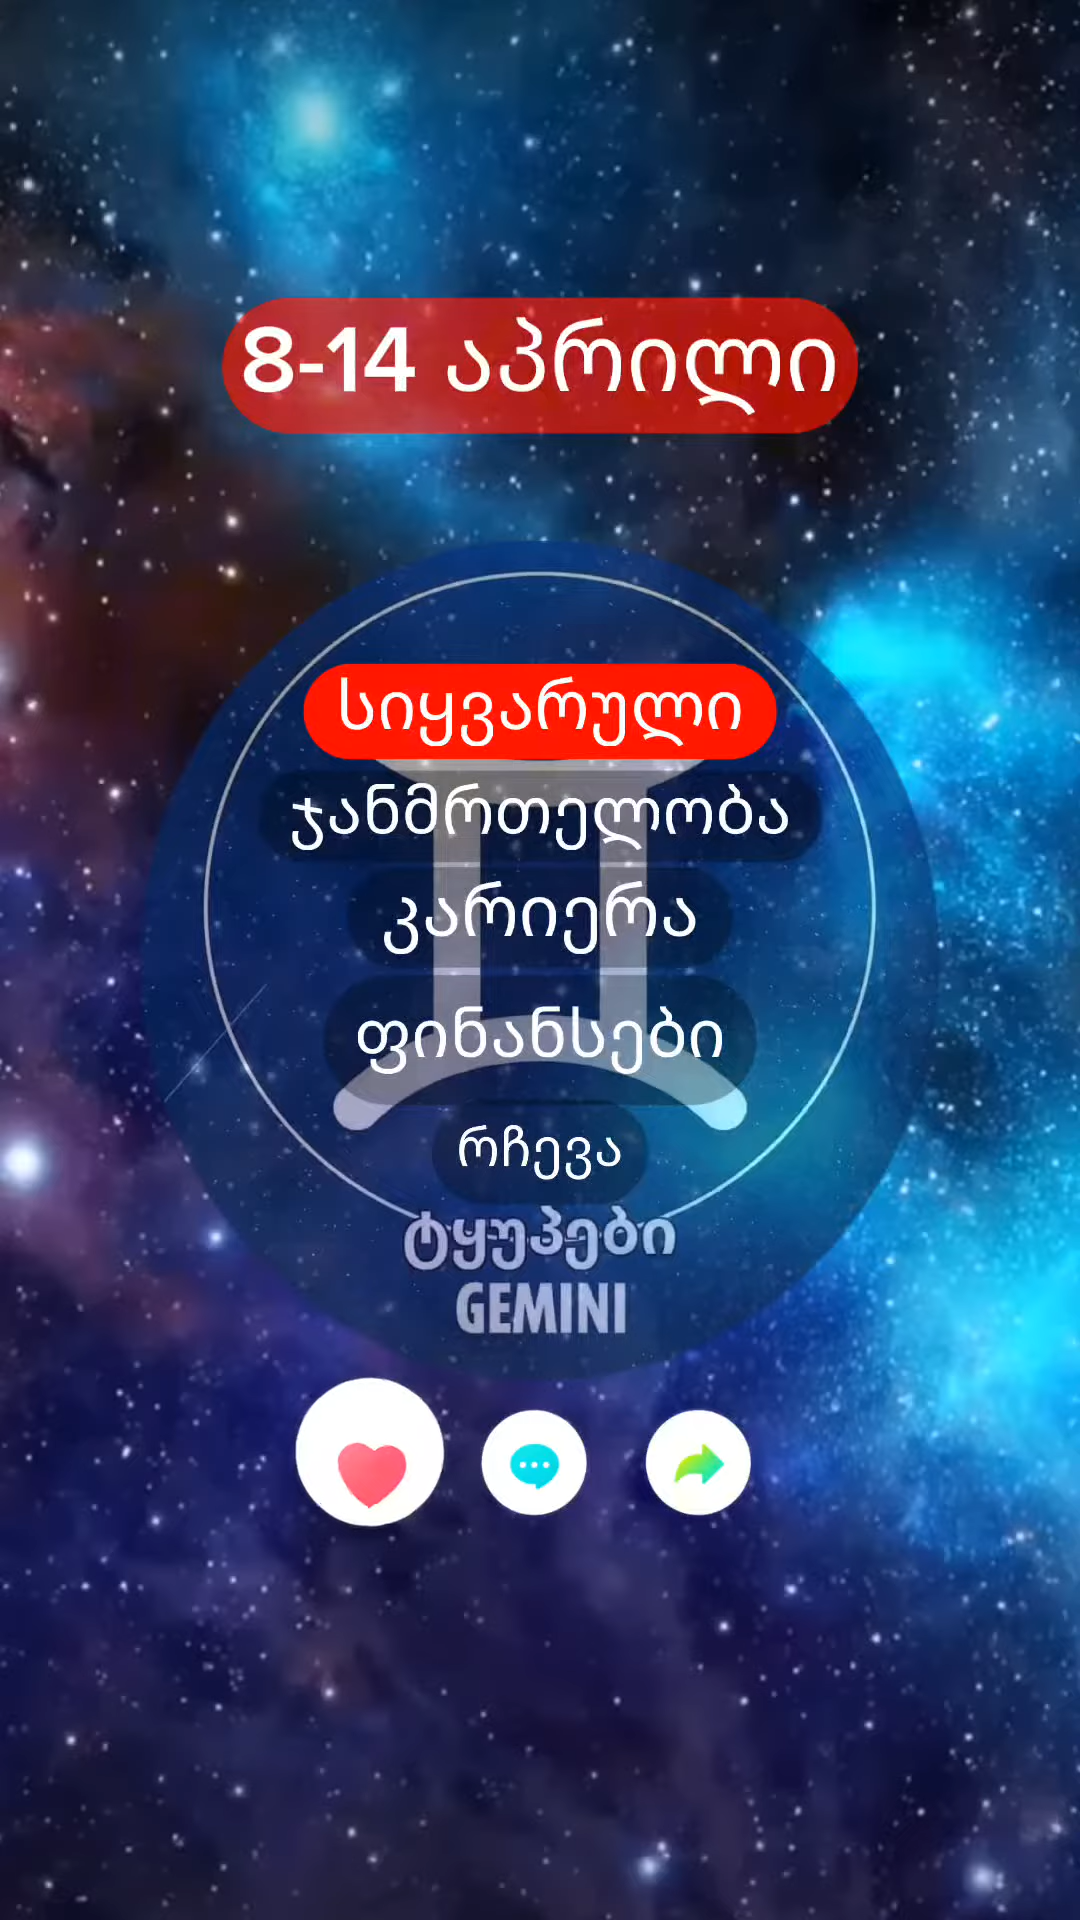 8-14 აპრილი
სიყვარული
ჯანმრთელობა
კარიერა
ფინანსები
რჩევა
ტყუპები
GEMINI